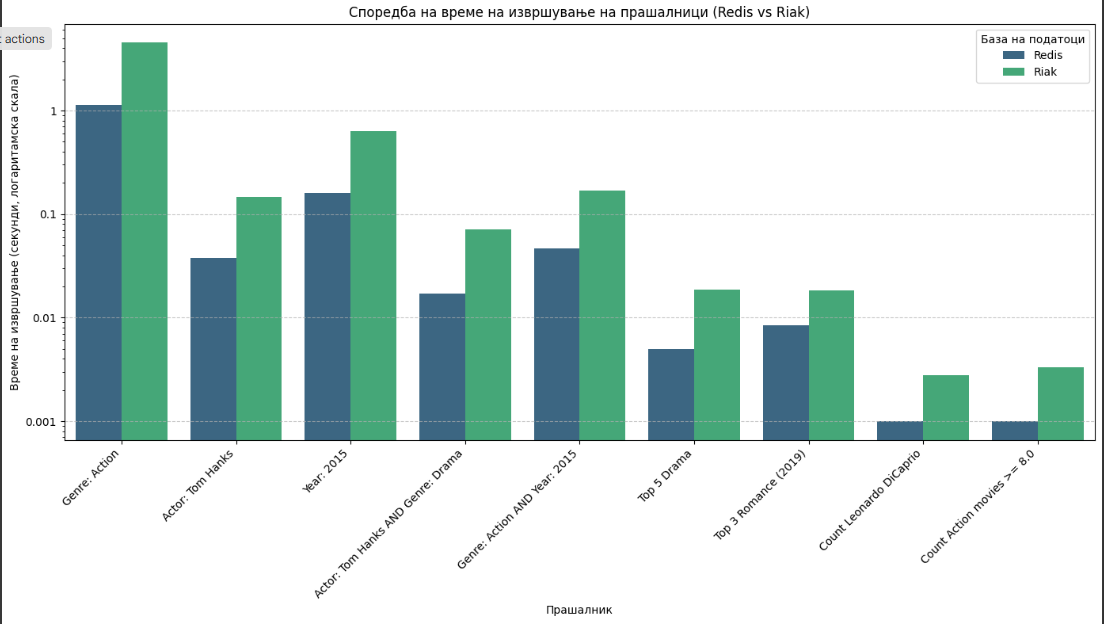 Споредба на време на извршување на прашалници (Redis vs Riak)
t actions
База на податоци
Redis
Riak
Време на извршување (секунди, логаритамска скала)
1
0.1
0.01
0.001
Genre: Action
Actor: Tom Hanks
Year: 2015
Actor: Tom Hanks AND Genre: Drama
Genre: Action AND Year: 2015
Top 5 Drama
Top 3 Romance (2019)
Count Leonardo DiCaprio
Count Action movies >= 8.0
Прашалник